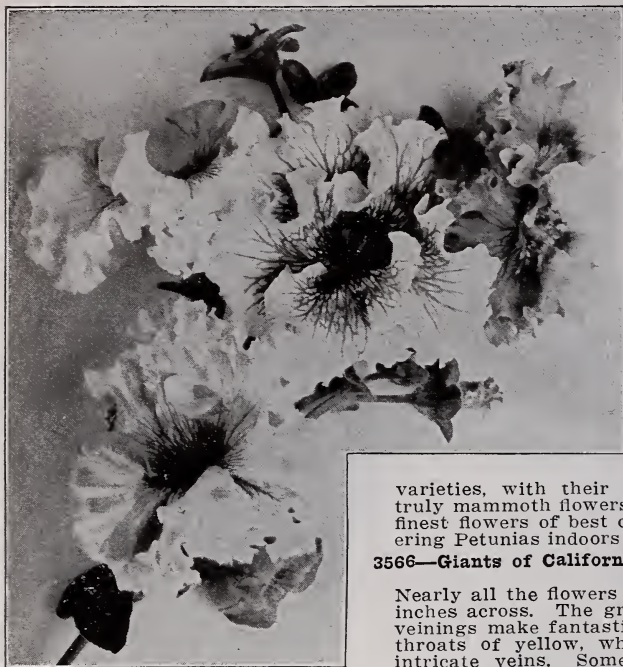 varieties, with their
truly mammoth flowers
finest flowers of best
ering Petunias indoors
3566—Giants of Californ
Nearly all the flowers
inches across. The
veinings make fantasti
throats of yellow, wh
intricate veins. Some